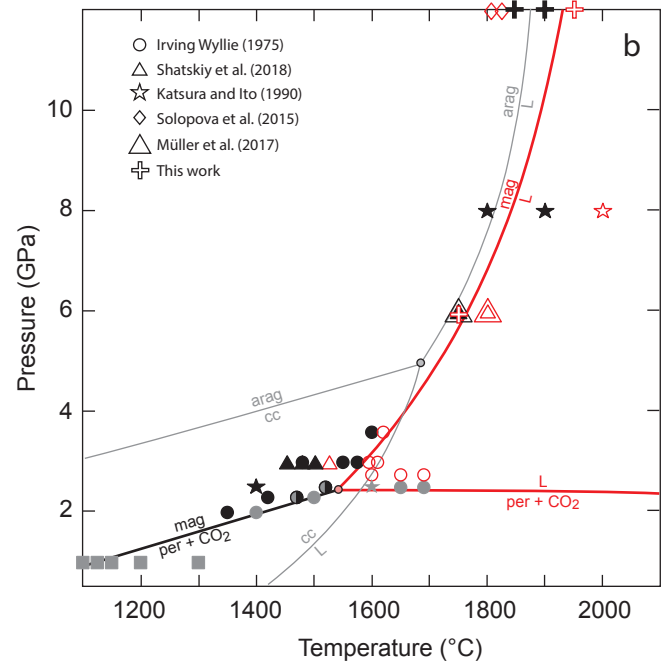 b
Irving Wyllie (1975)
Shatskiy et al. (2018)
Katsura and Ito (1990)
Solopova et al. (2015)
Müller et al. (2017)
This work
arag
L
mag
L
arag
cc
mag
per + CO₂
cc
L
L
per + CO₂
10
8
6
4
2
Pressure (GPa)
1200
1400
1600
1800
2000
Temperature (°C)